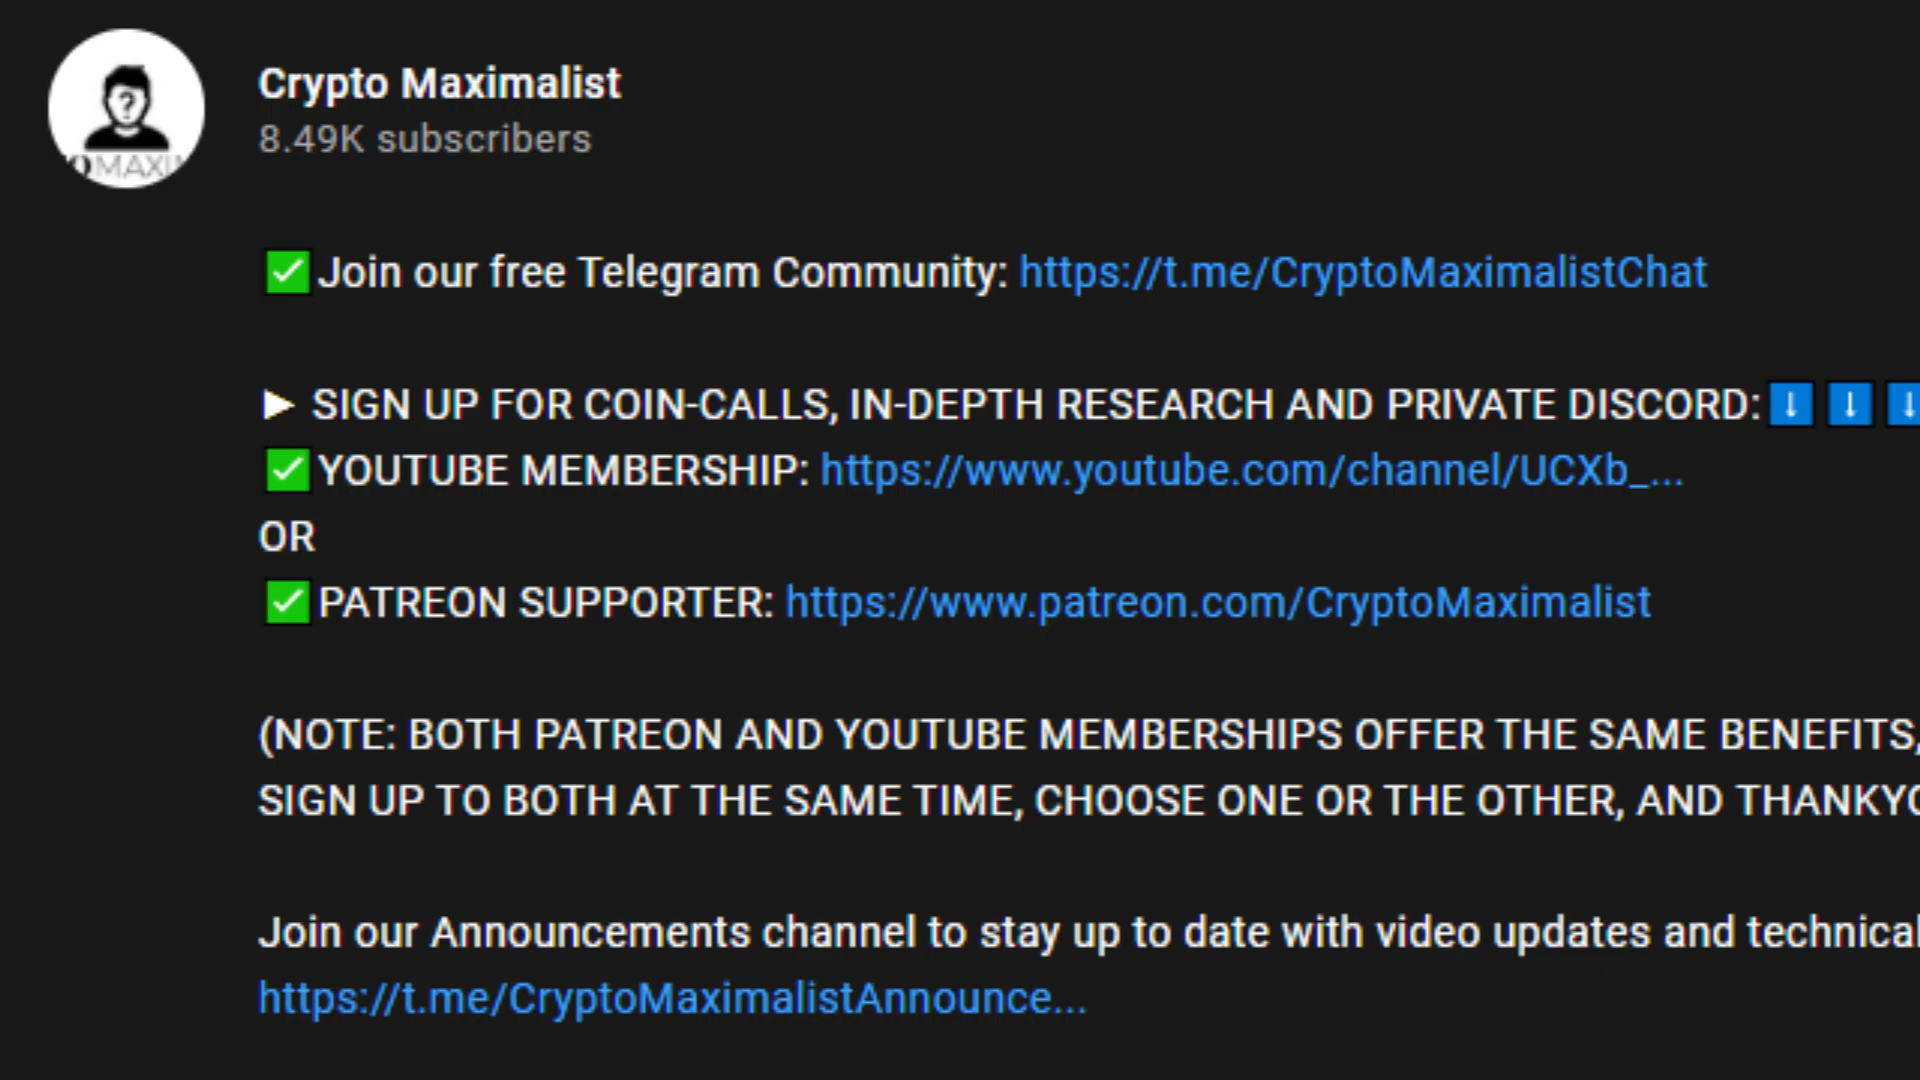 OMAXIM
Crypto Maximalist
8.49K subscribers
✅Join our free Telegram Community: https://t.me/CryptoMaximalistChat
► SIGN UP FOR COIN-CALLS, IN-DEPTH RESEARCH AND PRIVATE DISCORD:⬇️⬇️⬇️
✅YOUTUBE MEMBERSHIP: https://www.youtube.com/channel/UCXb_...
OR
✅PATREON SUPPORTER: https://www.patreon.com/CryptoMaximalist
(NOTE: BOTH PATREON AND YOUTUBE MEMBERSHIPS OFFER THE SAME BENEFITS,
SIGN UP TO BOTH AT THE SAME TIME, CHOOSE ONE OR THE OTHER, AND THANKYO
Join our Announcements channel to stay up to date with video updates and technical
https://t.me/CryptoMaximalistAnnounce...